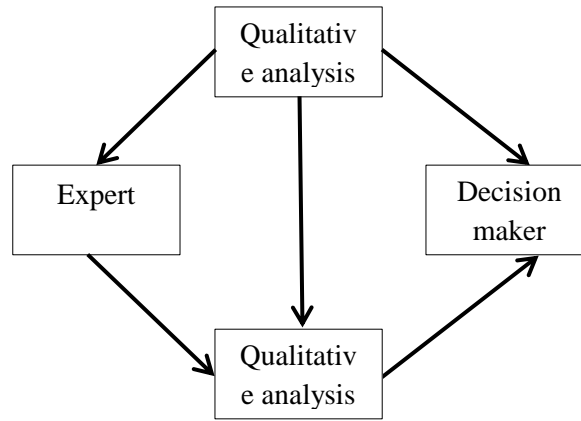 Qualitativ
e analysis
Expert
Decision
maker
Qualitativ
e analysis